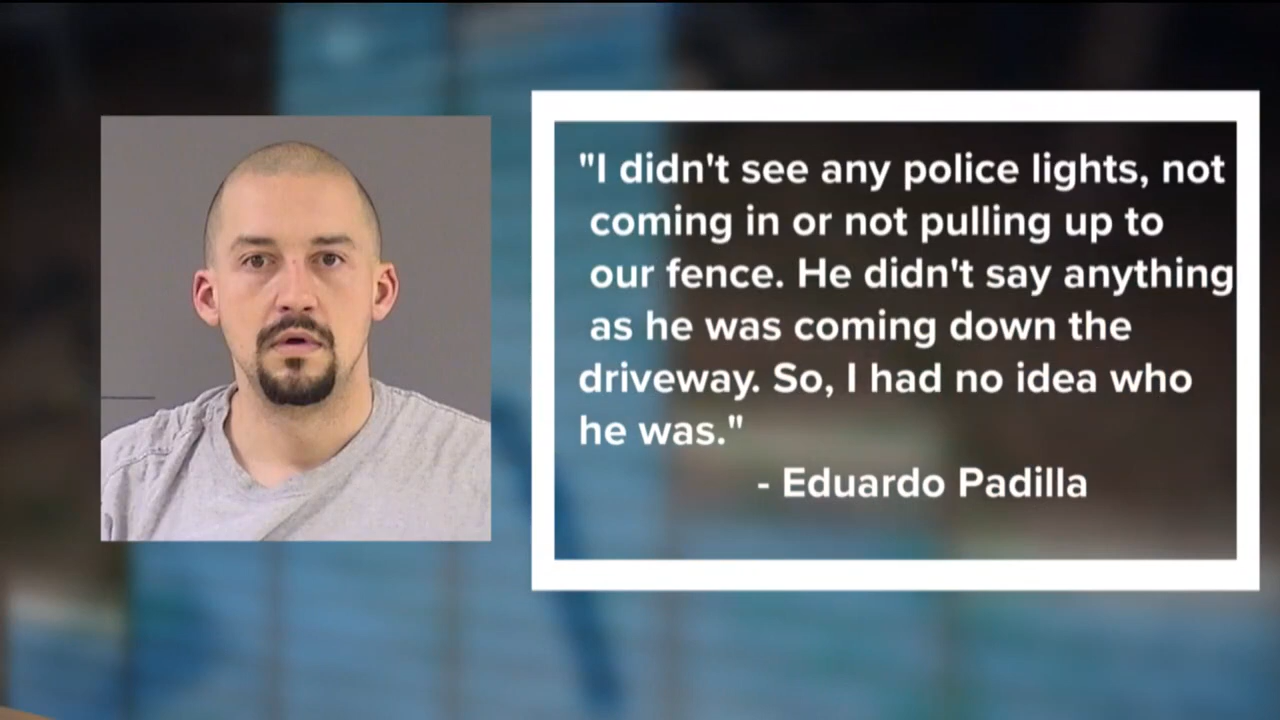 "I didn't see any police lights, not
coming in or not pulling up to
our fence. He didn't say anything
as he was coming down the
driveway. So, I had no idea who
he was."
- Eduardo Padilla